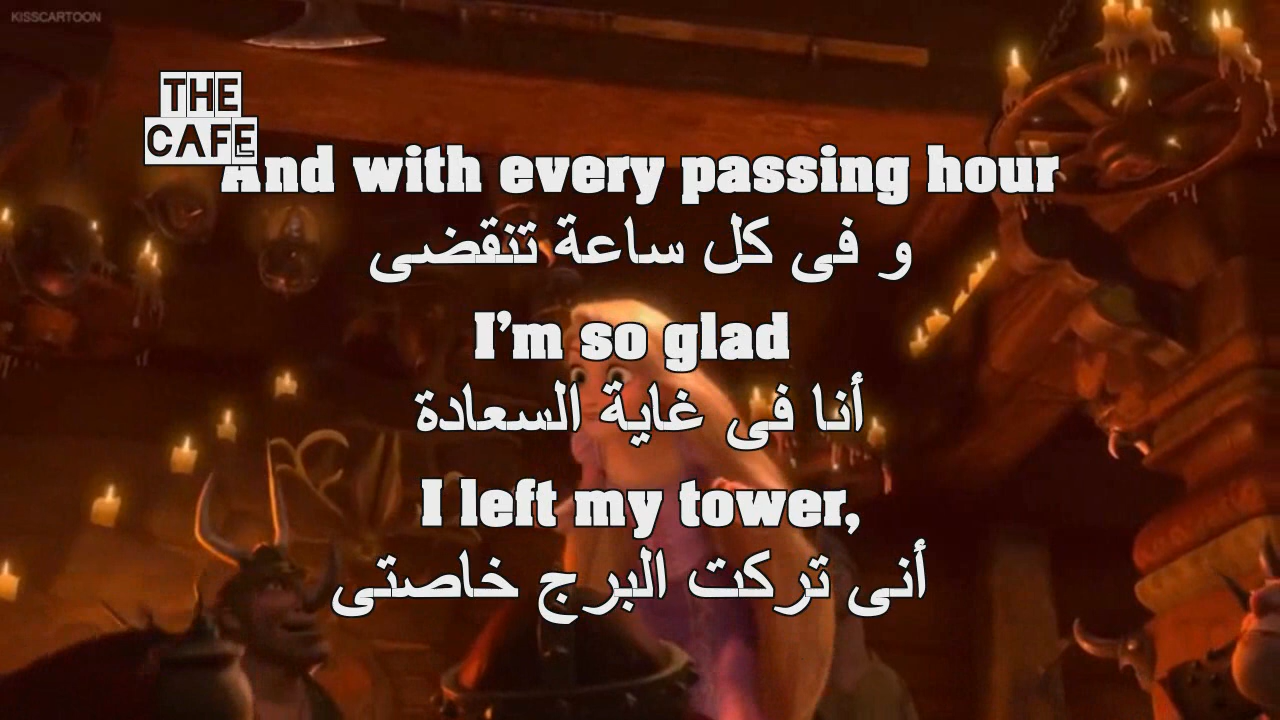 KISSCARTOON
THE
CAFE
And with every passing hour
و فى كل ساعة تنقضى
I'm so glad
أنا فى غاية السعادة
I left my tower,
أنى تركت البرج خاصتى